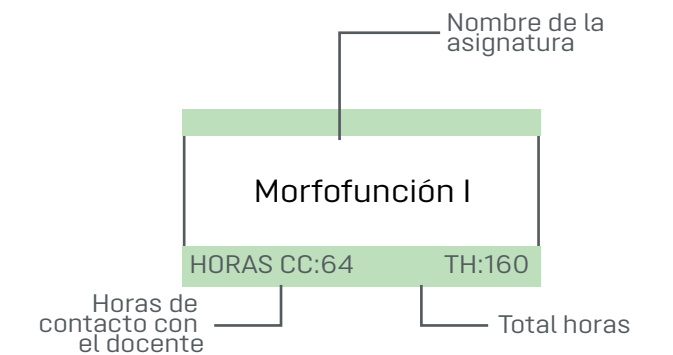 Nombre de la
asignatura
Morfofunción I
HORAS CC:64
TH:160
Horas de
contacto con
el docente
Total horas